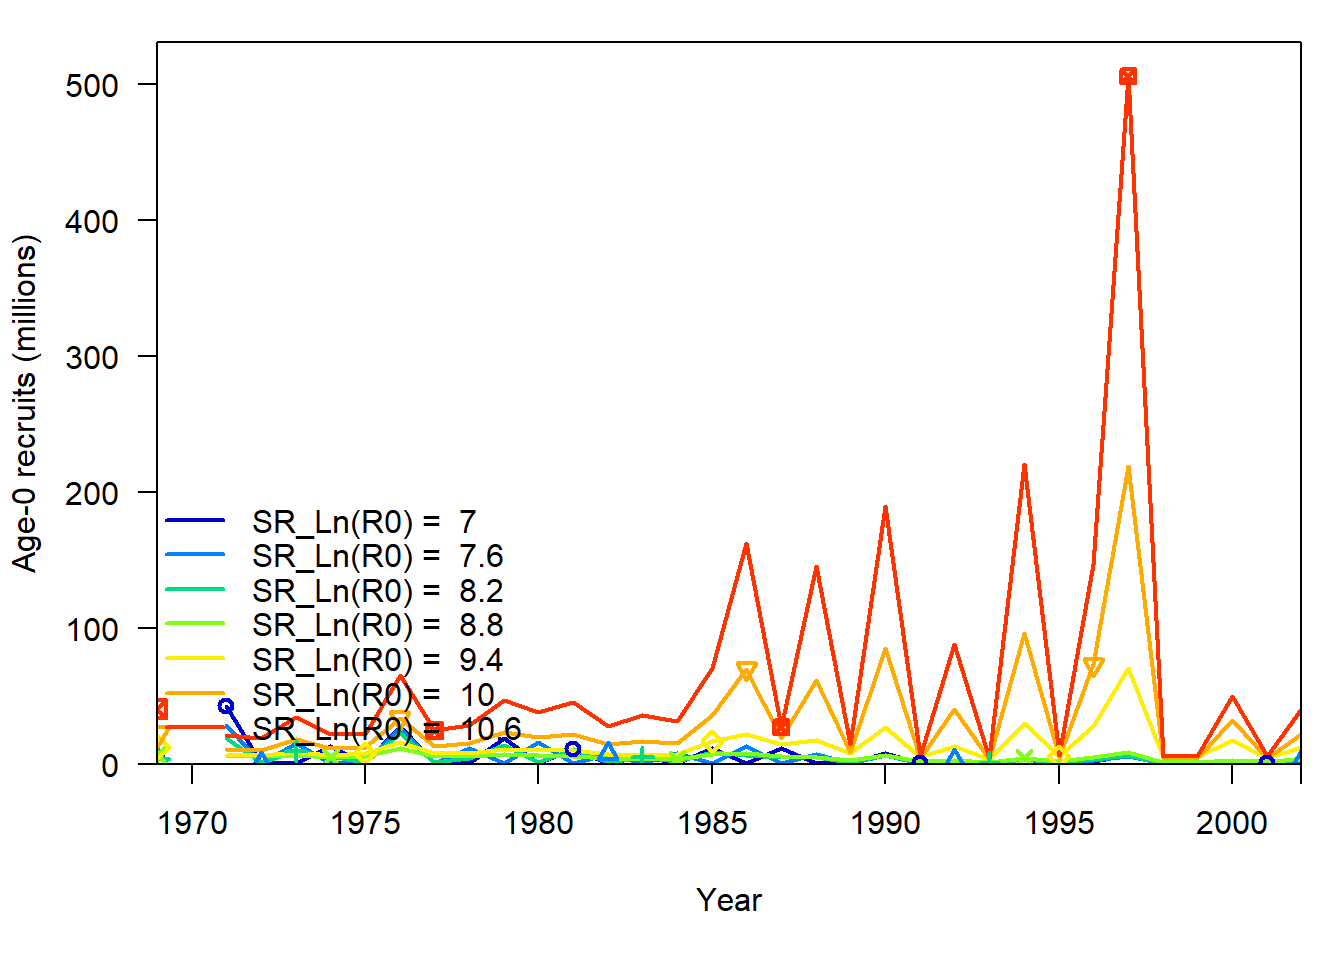 500
400
300
200
100
0
Age-0 recruits (millions)
SR_Ln(R0) = 7
SR_Ln(R0) = 7.6
SR_Ln(R0) = 8.2
SR_Ln(R0) = 8.8
SR_Ln(R0) = 9.4
SR_Ln(R0) = 10
SR_Ln(R0) = 10.6
1970 1975 1980 1985 1990 1995 2000
Year